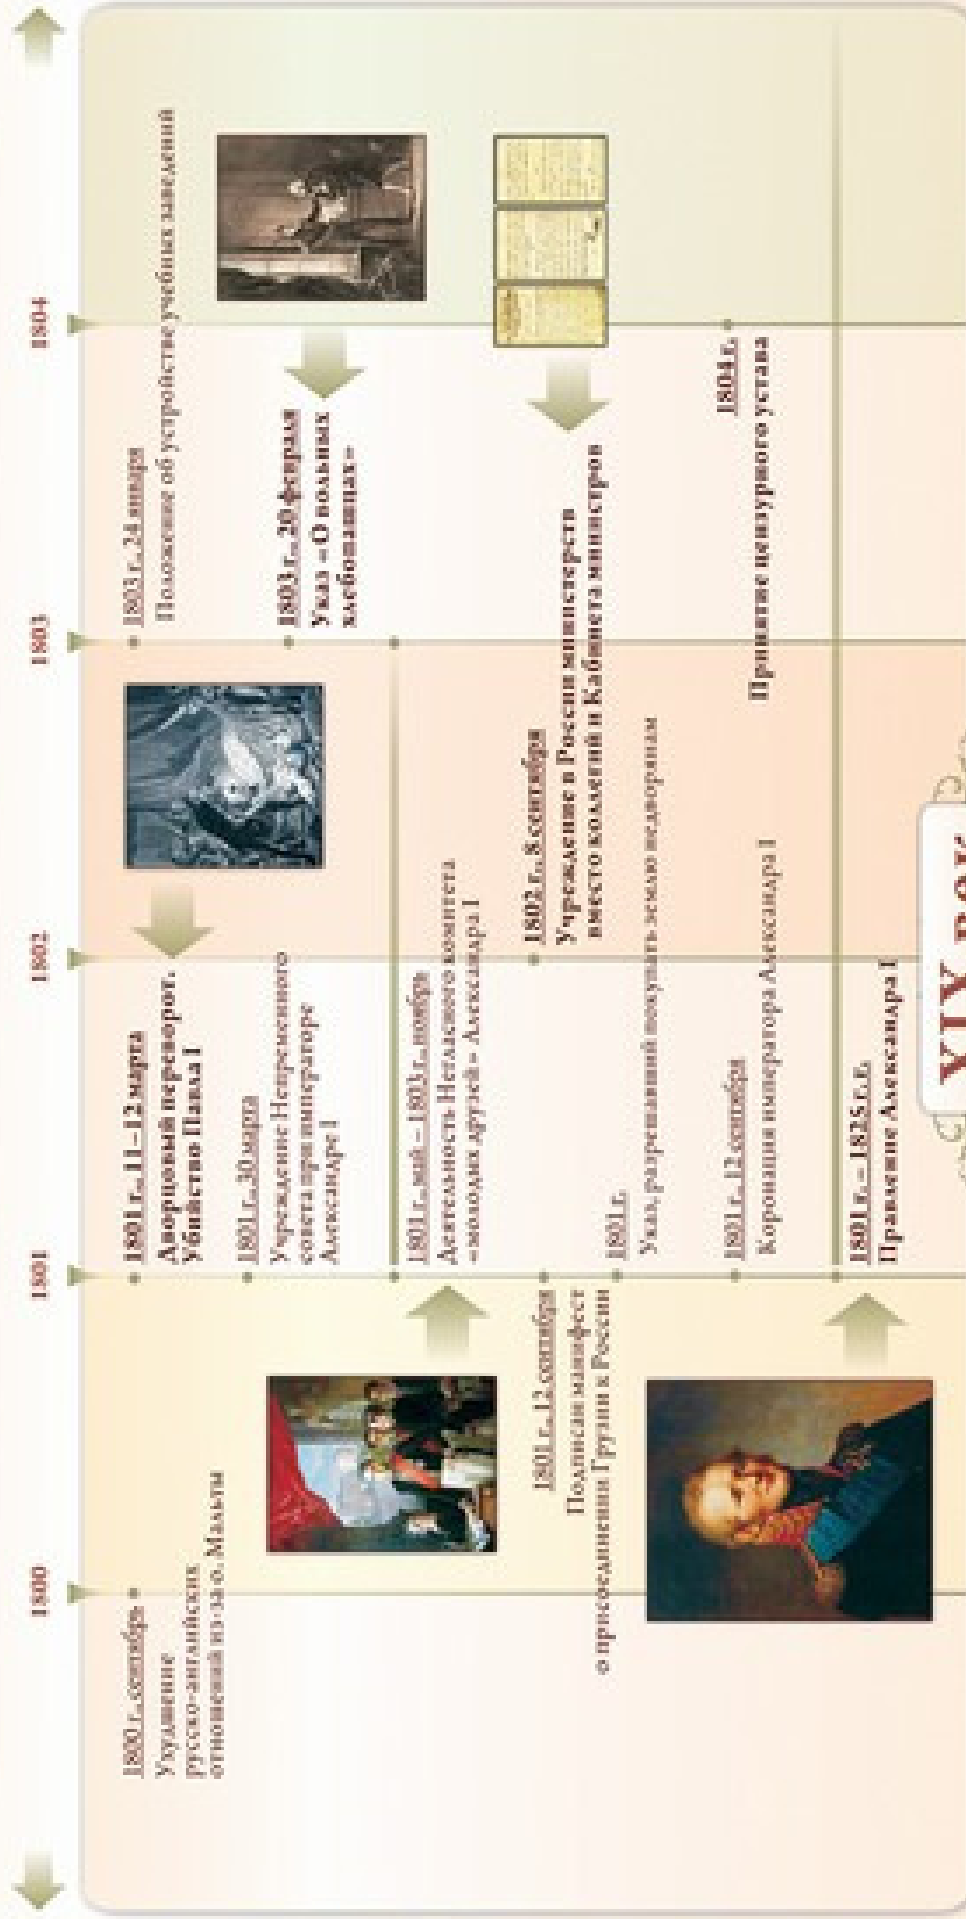 1800
1801
1802
1803
1804
1800 г., сентябрь
Ухудшение
русско-английских
отношений из-за о. Мальты
1801 г., 12 сентября
Подписан манифест
о присоединении Грузии к России
1801 г., 11–12 марта
Дворцовый переворот.
Убийство Павла I
1801 г., 30 марта
Учреждение Непременного
совета при императоре
Александре I
1801 г., май – 1803 г., ноябрь
Деятельность Негласного комитета
«молодых друзей» Александра I
1801 г.
Указ, разрешавший покупать землю недворянам
1801 г., 12 сентября
Коронация императора Александра I
1801 г. – 1825 г.г.
Правление Александра I
1802 г., 8 сентября
Учреждение в России министерств
вместо коллегий и Кабинета министров
1803 г., 24 января
Положение об устройстве учебных заведений
1803 г., 20 февраля
Указ «О вольных
хлебопашцах»
1804 г.
Принятие цензурного устава